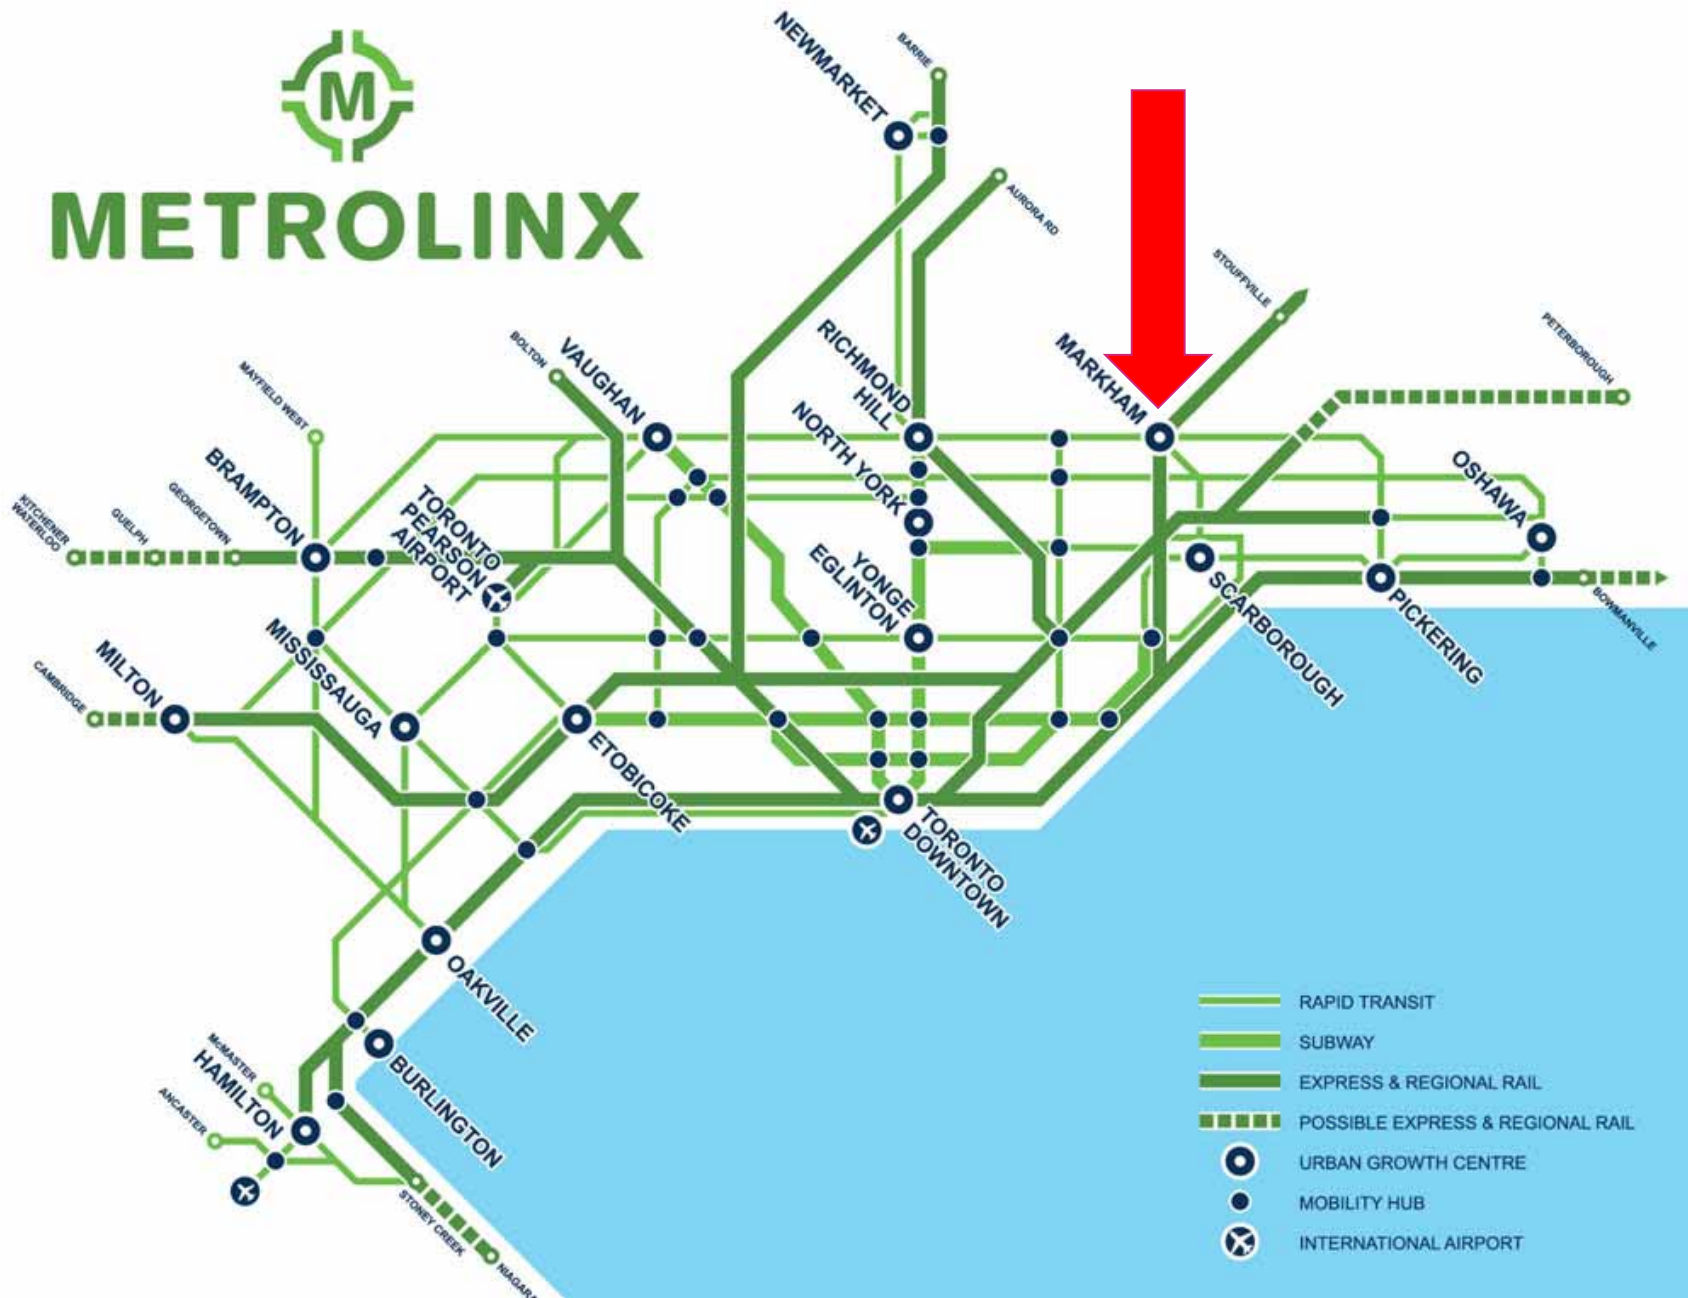 M
METROLINX
NEWMARKET
BARRIE
AURORA RD
STOUFFVILLE
PETERBOROUGH
BOLTON
VAUGHAN
RICHMOND
HILL
MARKHAM
MAYFIELD WEST
NORTH YORK
OSHAWA
BRAMPTON
TORONTO
PEARSON
AIRPORT
KITCHENER
WATERLOO
GUELPH
GEORGETOWN
YONGE
EGLINTON
SCARBOROUGH
PICKERING
BOWMANVILLE
MILTON
CAMBRIDGE
MISSISSAUGA
ETOBICOKE
TORONTO
DOWNTOWN
OAKVILLE
BURLINGTON
McMASTER
HAMILTON
ANCASTER
STONEY CREEK
NIAGARA
RAPID TRANSIT
SUBWAY
EXPRESS & REGIONAL RAIL
POSSIBLE EXPRESS & REGIONAL RAIL
URBAN GROWTH CENTRE
MOBILITY HUB
INTERNATIONAL AIRPORT